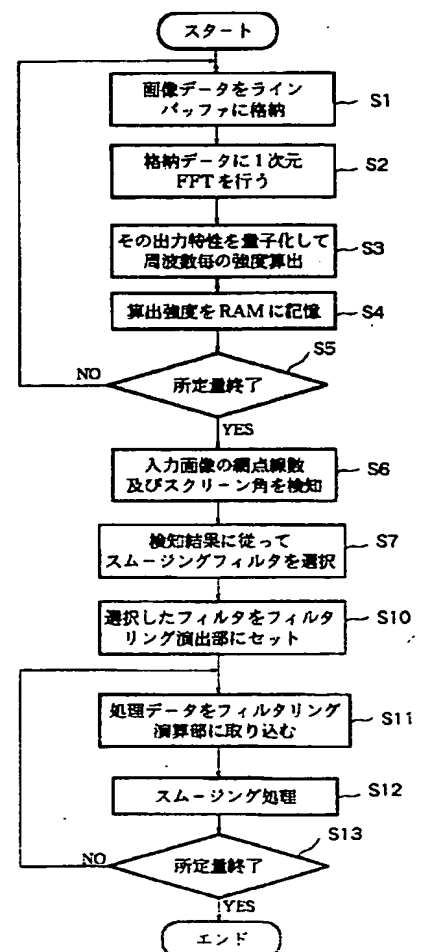 スタート
画像データをライン
バッファに格納
S1
格納データに1次元
FFTを行う
S2
その出力特性を量子化して
周波数毎の強度算出
S3
算出強度をRAMに記憶
S4
S5
所定量終了
NO
YES
入力画像の網点線数
及びスクリーン角を検知
S6
検知結果に従って
スムージングフィルタを選択
S7
選択したフィルタをフィルタ
リング演出部にセット
S10
処理データをフィルタリング
演算部に取り込む
S11
スムージング処理
S12
S13
所定量終了
NO
YES
エンド